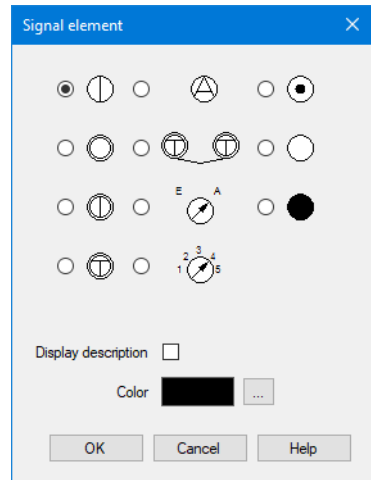 Signal element
E A
1 2 3 4 5
Display description
Color
...
OK Cancel Help